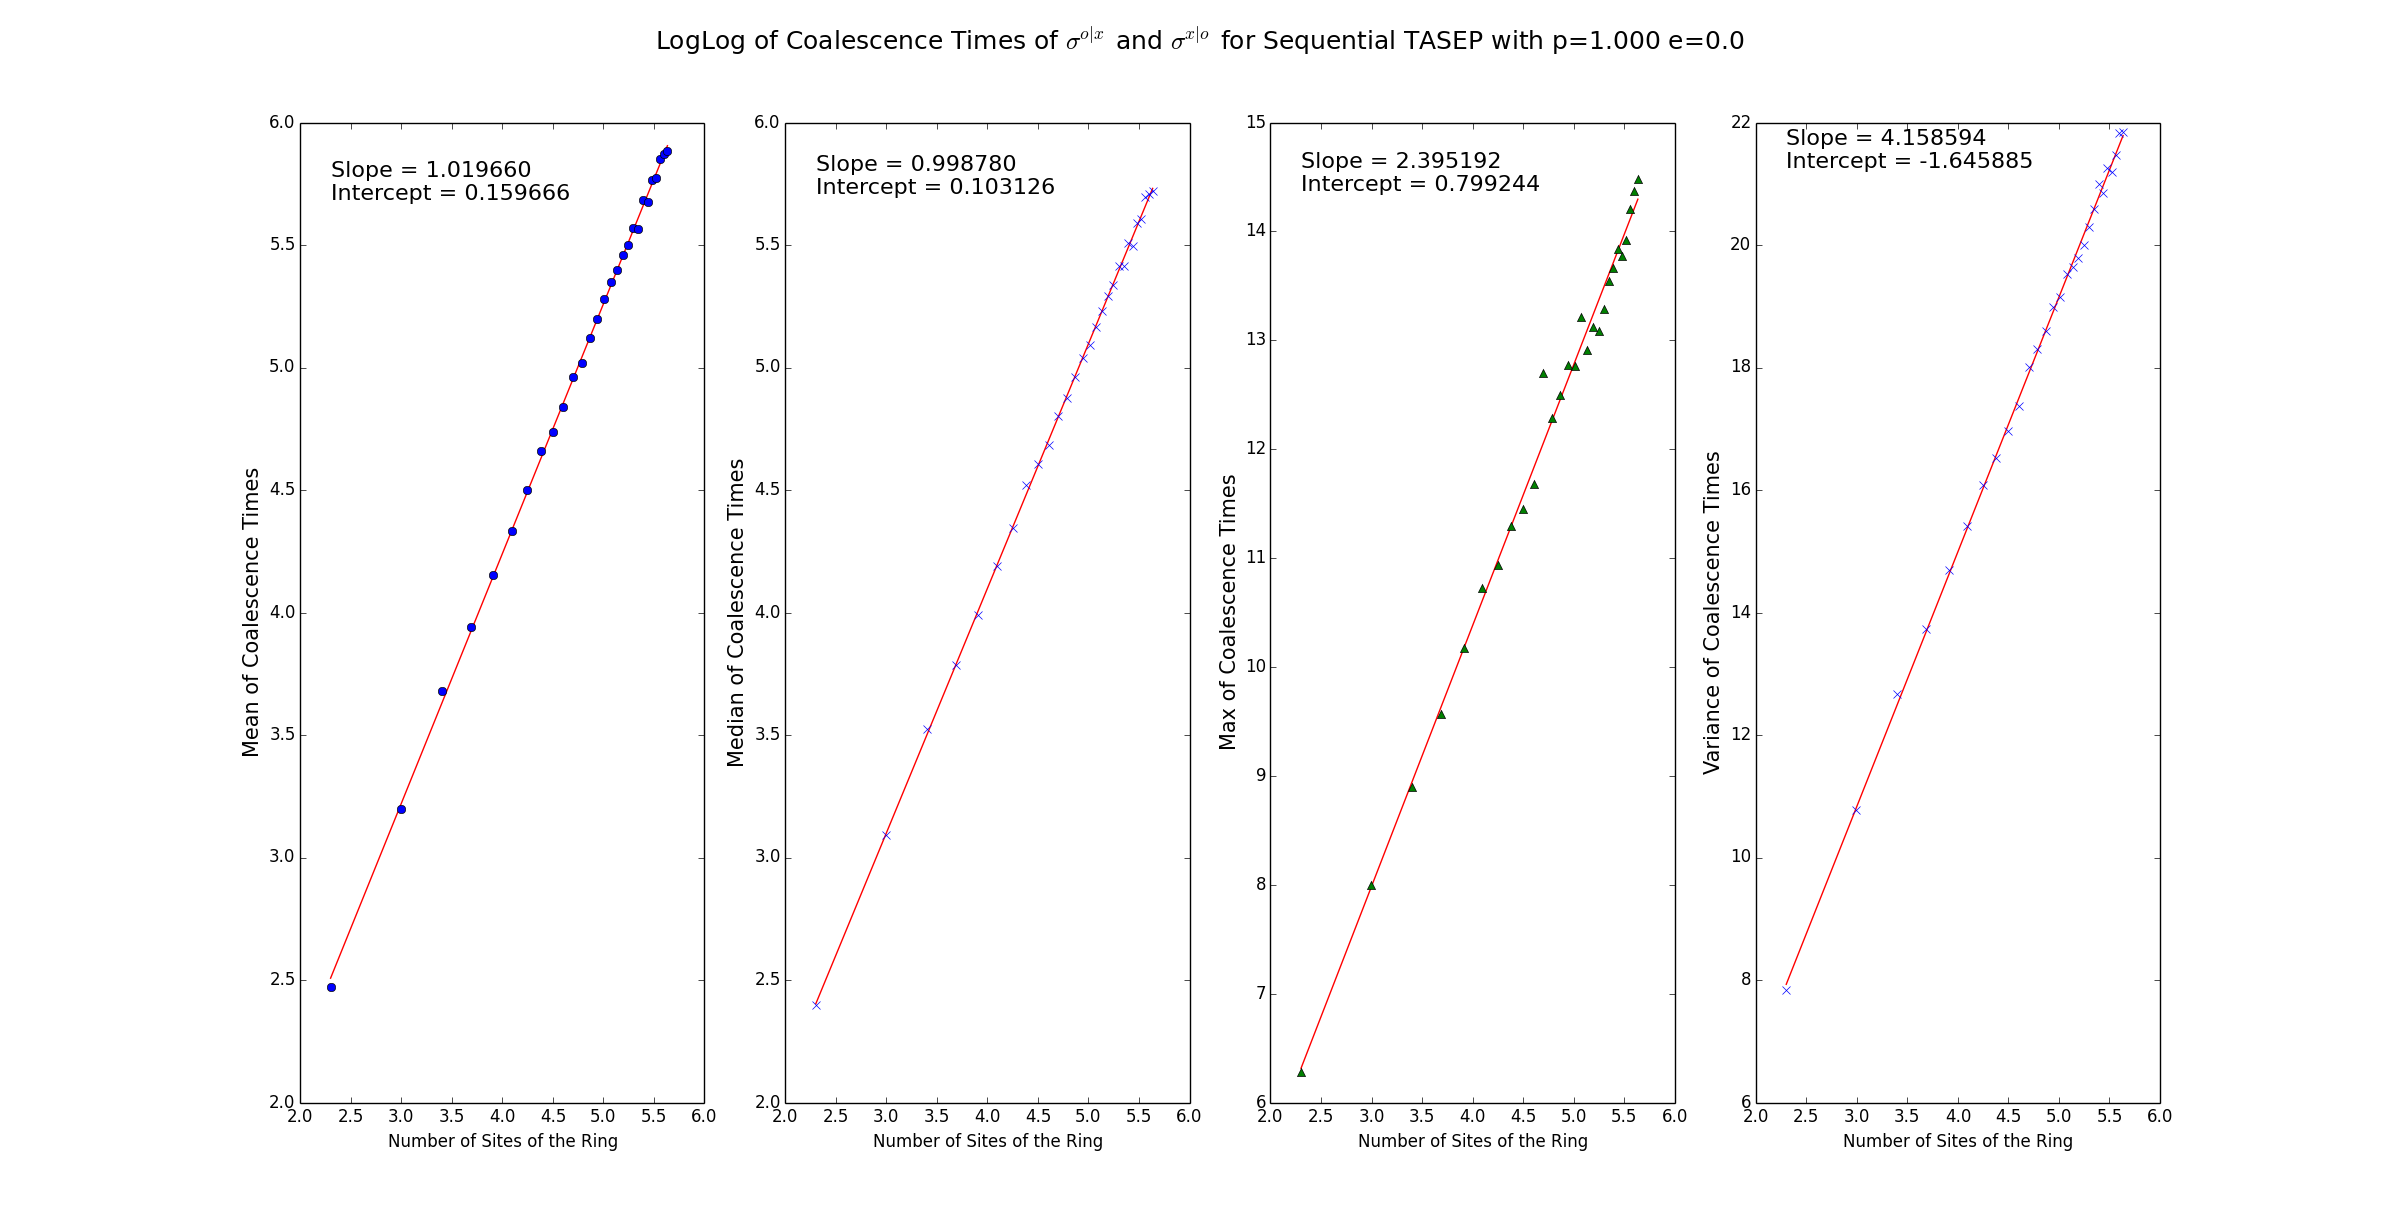 LogLog of Coalescence Times of σ^{o|x} and σ^{x|o} for Sequential TASEP with p=1.000 e=0.0
Mean of Coalescence Times
6.0
5.5
5.0
4.5
4.0
3.5
3.0
2.5
2.0
Slope = 1.019660
Intercept = 0.159666
2.0 2.5 3.0 3.5 4.0 4.5 5.0 5.5 6.0
Number of Sites of the Ring
Median of Coalescence Times
6.0
5.5
5.0
4.5
4.0
3.5
3.0
2.5
2.0
Slope = 0.998780
Intercept = 0.103126
2.0 2.5 3.0 3.5 4.0 4.5 5.0 5.5 6.0
Number of Sites of the Ring
Max of Coalescence Times
15
14
13
12
11
10
9
8
7
6
Slope = 2.395192
Intercept = 0.799244
2.0 2.5 3.0 3.5 4.0 4.5 5.0 5.5 6.0
Number of Sites of the Ring
Variance of Coalescence Times
22
20
18
16
14
12
10
8
6
Slope = 4.158594
Intercept = -1.645885
2.0 2.5 3.0 3.5 4.0 4.5 5.0 5.5 6.0
Number of Sites of the Ring